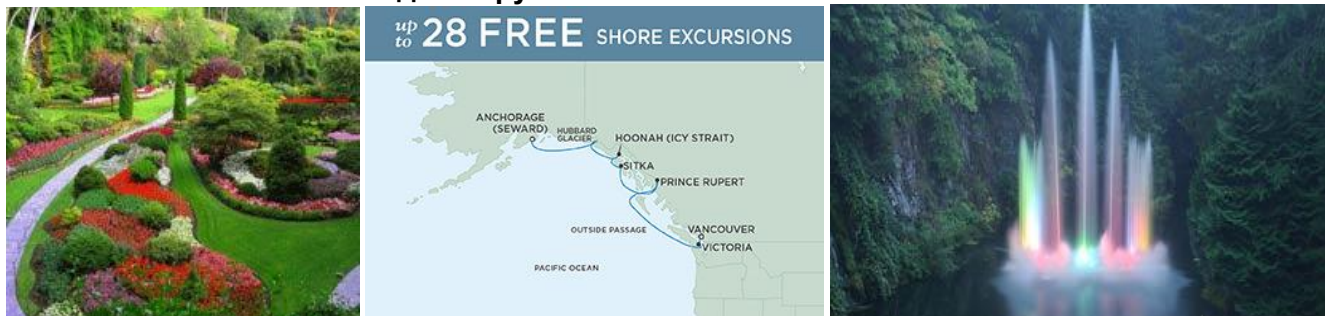 up to 28 FREE SHORE EXCURSIONS
ANCHORAGE
(SEWARD)
HUBBARD
GLACIER
HOONAH (ICY STRAIT)
SITKA
PRINCE RUPERT
OUTSIDE PASSAGE
VANCOUVER
VICTORIA
PACIFIC OCEAN